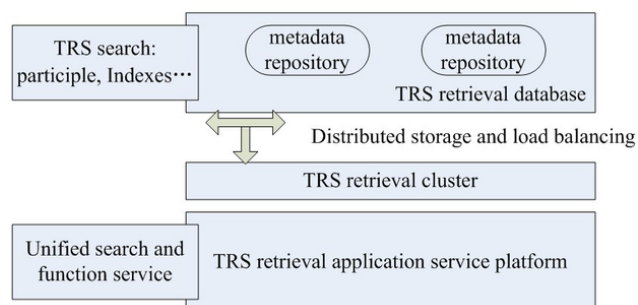 TRS search:
participle, Indexes⋯
metadata
repository
metadata
repository
TRS retrieval database
Distributed storage and load balancing
TRS retrieval cluster
Unified search and
function service
TRS retrieval application service platform